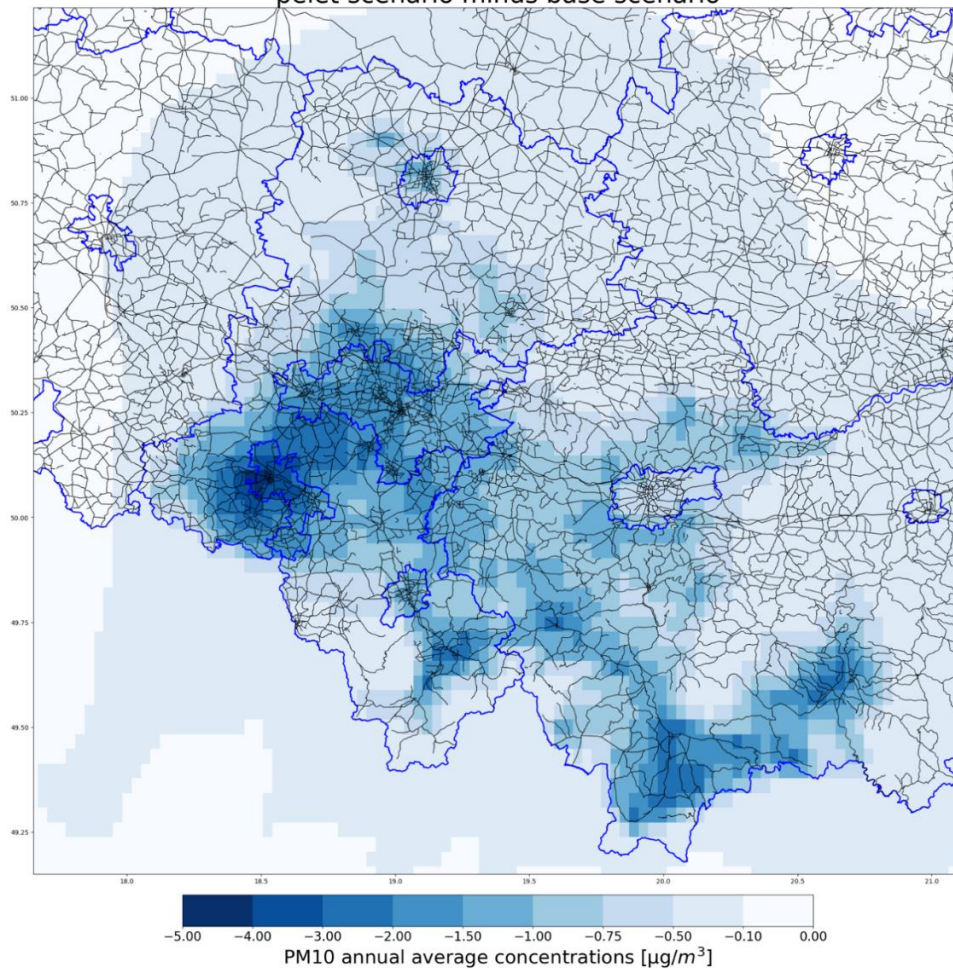 pelet scenario minus base scenario
51.00
50.75
50.50
50.25
50.00
49.75
49.50
49.25
18.0 18.5 19.0 19.5 20.0 20.5 21.0
−5.00 −4.00 −3.00 −2.00 −1.50 −1.00 −0.75 −0.50 −0.10 0.00
PM10 annual average concentrations [μg/m³]